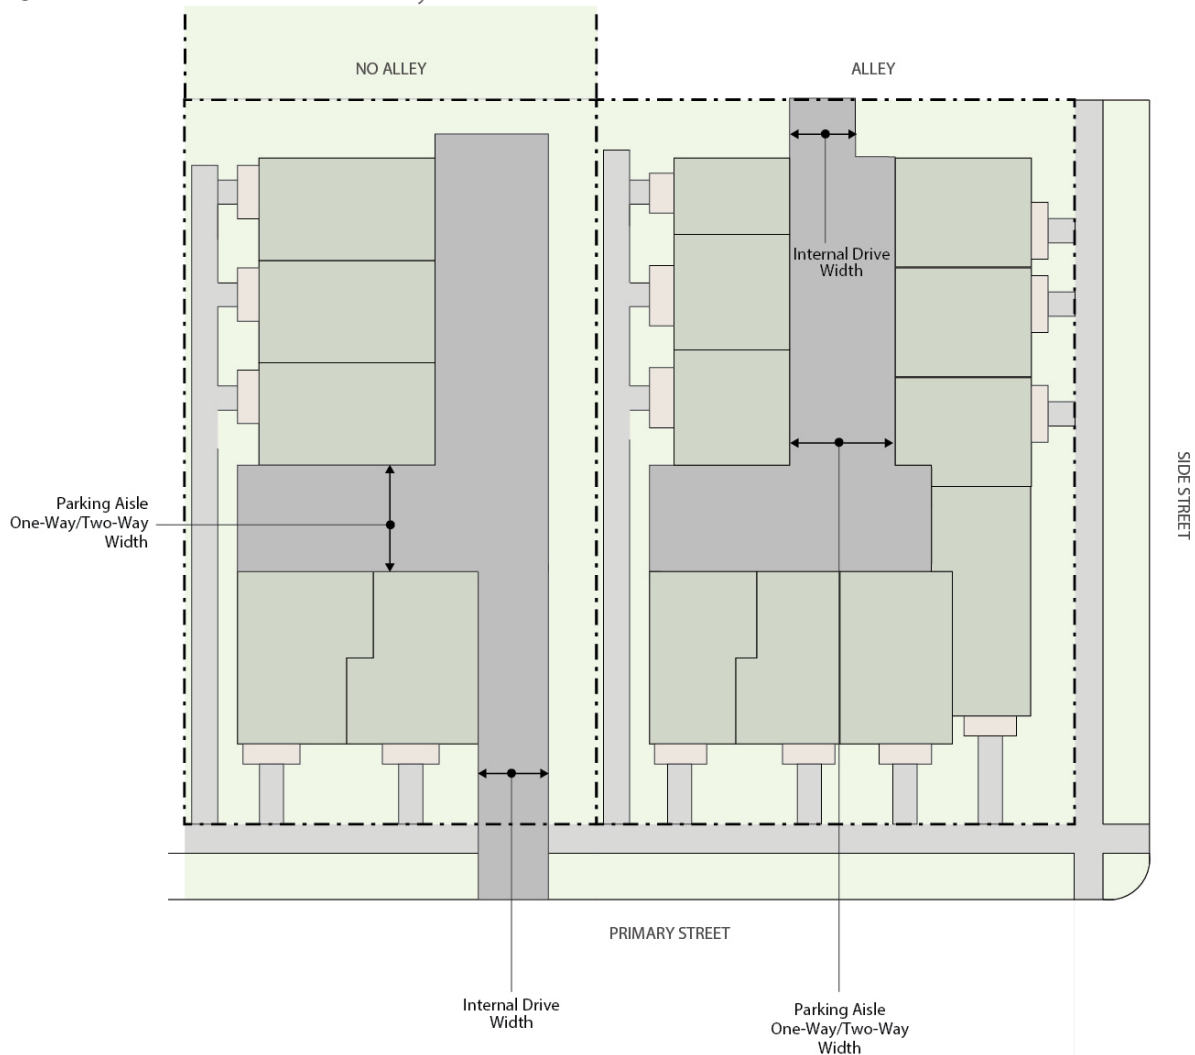 NO ALLEY
ALLEY
Internal Drive
Width
SIDE STREET
Parking Aisle
One-Way/Two-Way
Width
PRIMARY STREET
Internal Drive
Width
Parking Aisle
One-Way/Two-Way
Width